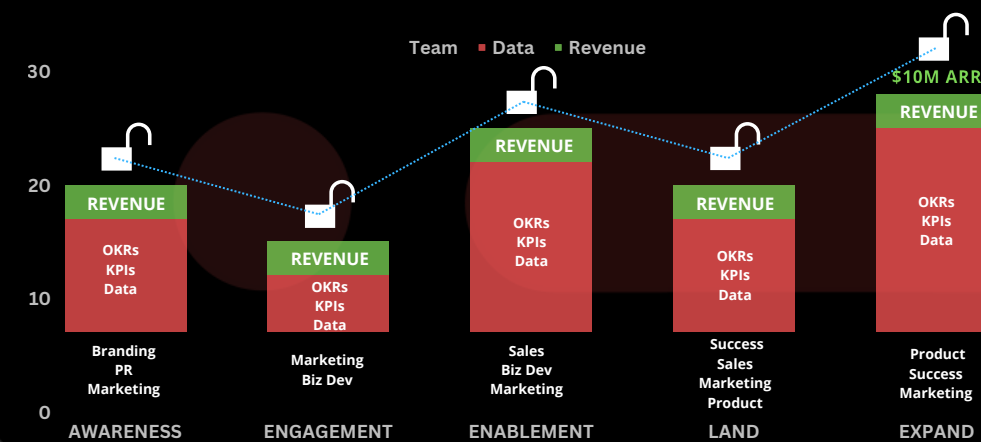 Team Data Revenue
30
20
10
0
$10M ARR
REVENUE
OKRs
KPIs
Data
Branding
PR
Marketing
AWARENESS
REVENUE
OKRs
KPIs
Data
Marketing
Biz Dev
ENGAGEMENT
REVENUE
OKRs
KPIs
Data
Sales
Biz Dev
Marketing
ENABLEMENT
REVENUE
OKRs
KPIs
Data
Success
Sales
Marketing
Product
LAND
REVENUE
OKRs
KPIs
Data
Product
Success
Marketing
EXPAND